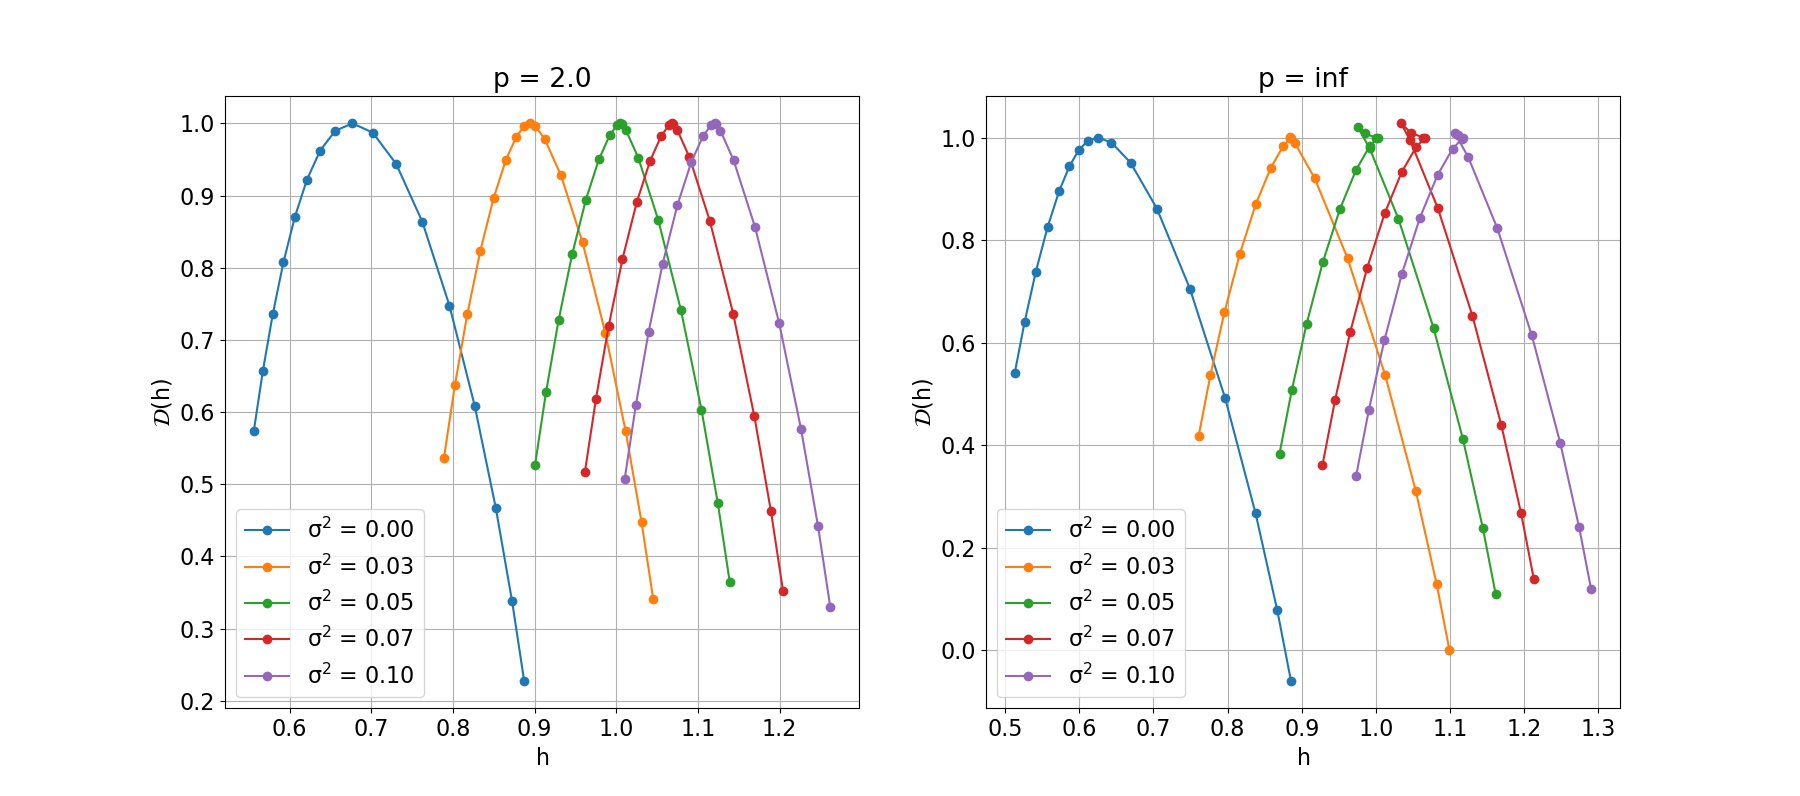 p = 2.0
1.0
0.9
0.8
0.7
0.6
0.5
0.4
0.3
0.2
𝒟(h)
σ² = 0.00
σ² = 0.03
σ² = 0.05
σ² = 0.07
σ² = 0.10
0.6 0.7 0.8 0.9 1.0 1.1 1.2
h
p = inf
1.0
0.8
0.6
0.4
0.2
0.0
𝒟(h)
σ² = 0.00
σ² = 0.03
σ² = 0.05
σ² = 0.07
σ² = 0.10
0.5 0.6 0.7 0.8 0.9 1.0 1.1 1.2 1.3
h